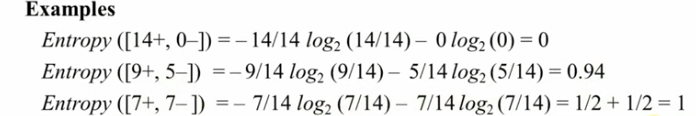 Examples
Entropy ([14+, 0–]) = – 14/14 log₂ (14/14) – 0 log₂ (0) = 0
Entropy ([9+, 5–]) = – 9/14 log₂ (9/14) – 5/14 log₂ (5/14) = 0.94
Entropy ([7+, 7– ]) = – 7/14 log₂ (7/14) – 7/14 log₂ (7/14) = 1/2 + 1/2 = 1